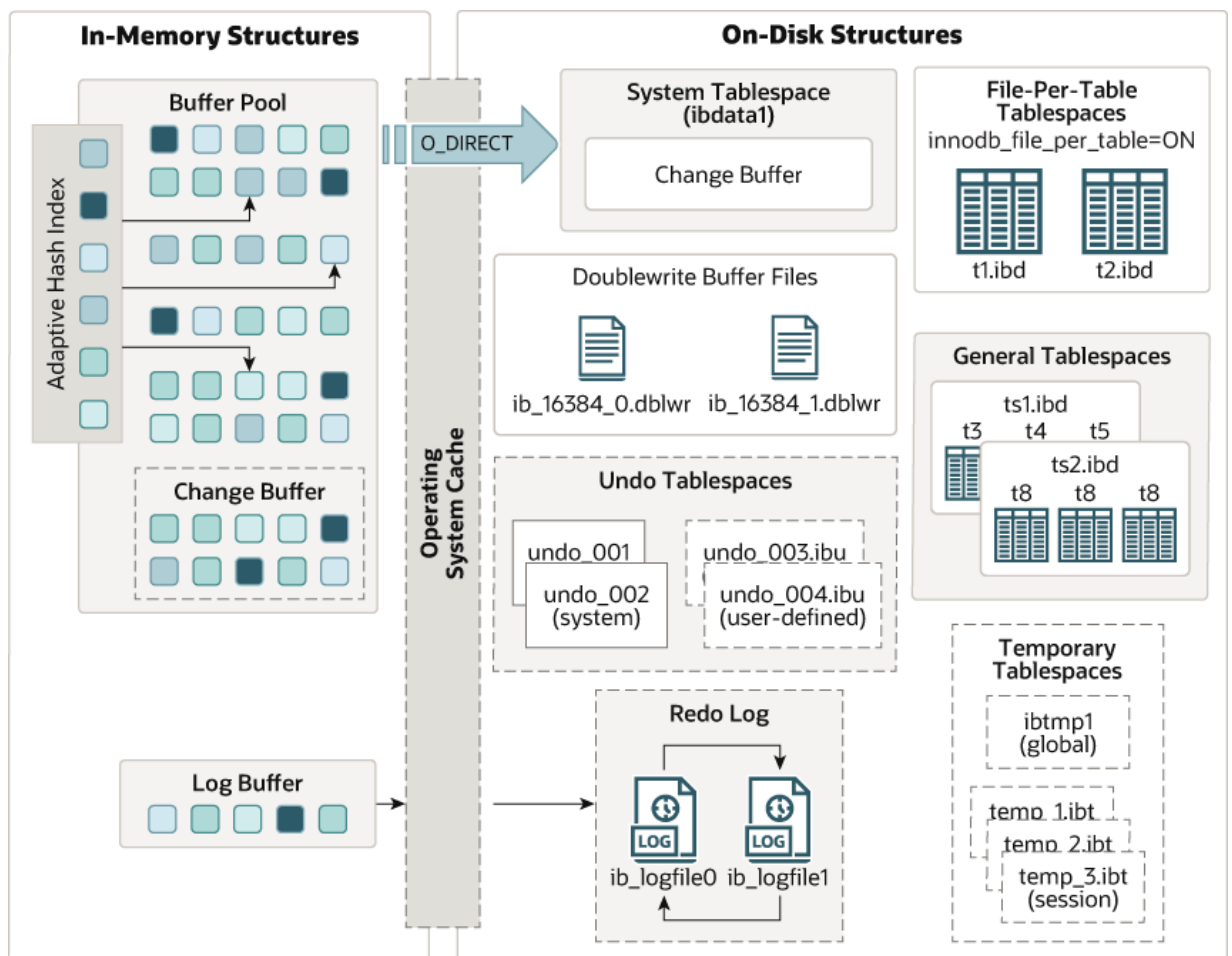 In-Memory Structures
Buffer Pool
Adaptive Hash Index
Change Buffer
Log Buffer
Operating
System Cache
O_DIRECT
On-Disk Structures
System Tablespace
(ibdata1)
Change Buffer
File-Per-Table
Tablespaces
innodb_file_per_table=ON
t1.ibd
t2.ibd
Doublewrite Buffer Files
ib_16384_0.dblwr
ib_16384_1.dblwr
General Tablespaces
ts1.ibd
t3 t4 t5
ts2.ibd
t8 t8 t8
Undo Tablespaces
undo_001
undo_002
(system)
undo_003.ibu
undo_004.ibu
(user-defined)
Temporary
Tablespaces
ibtmp1
(global)
temp_1.ibt
temp_2.ibt
temp_3.ibt
(session)
Redo Log
LOG
LOG
ib_logfile0
ib_logfile1